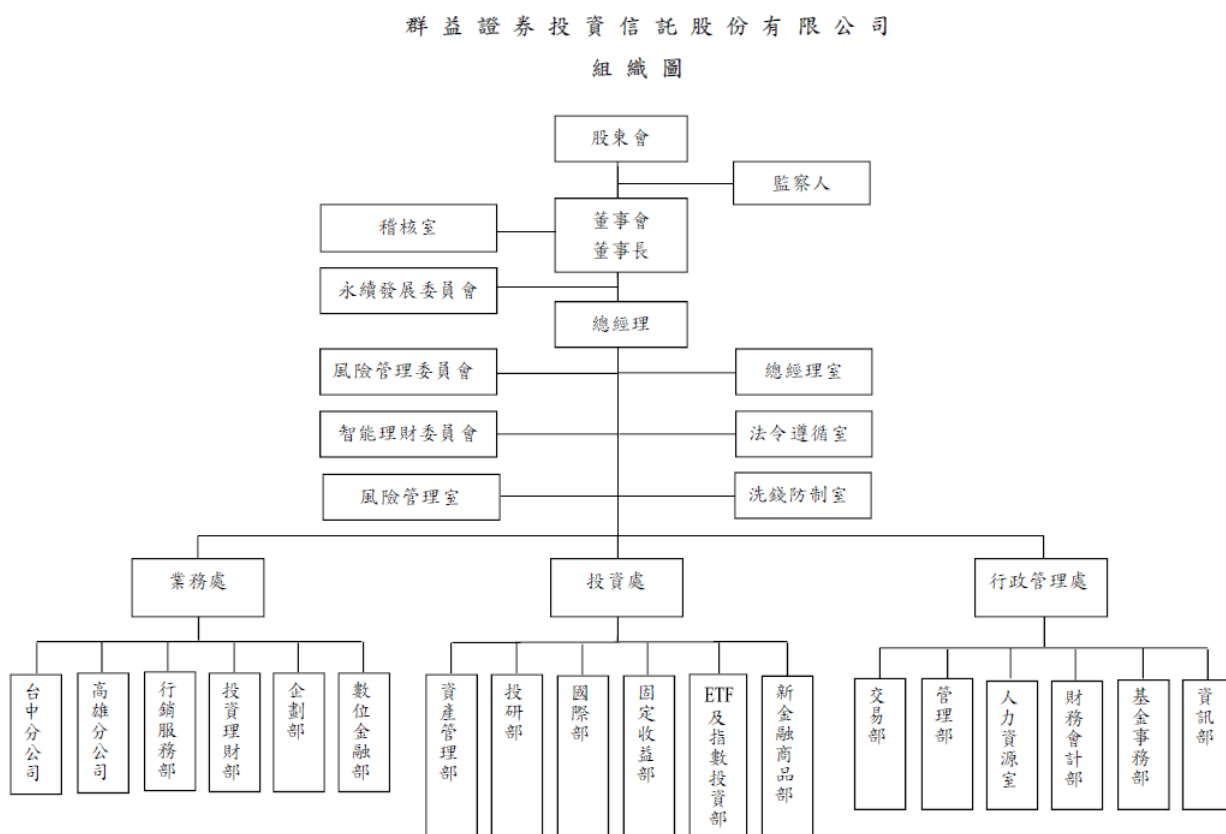 群益證券投資信託股份有限公司
組織圖
股東會
監察人
稽核室
董事會
董事長
永續發展委員會
總經理
風險管理委員會
總經理室
智能理財委員會
法令遵循室
風險管理室
洗錢防制室
業務處
投資處
行政管理處
台中分公司
高雄分公司
行銷服務部
投資理財部
企劃部
數位金融部
資產管理部
投研部
國際部
固定收益部
ETF及指數投資部
新金融商品部
交易部
管理部
人力資源室
財務會計部
基金事務部
資訊部